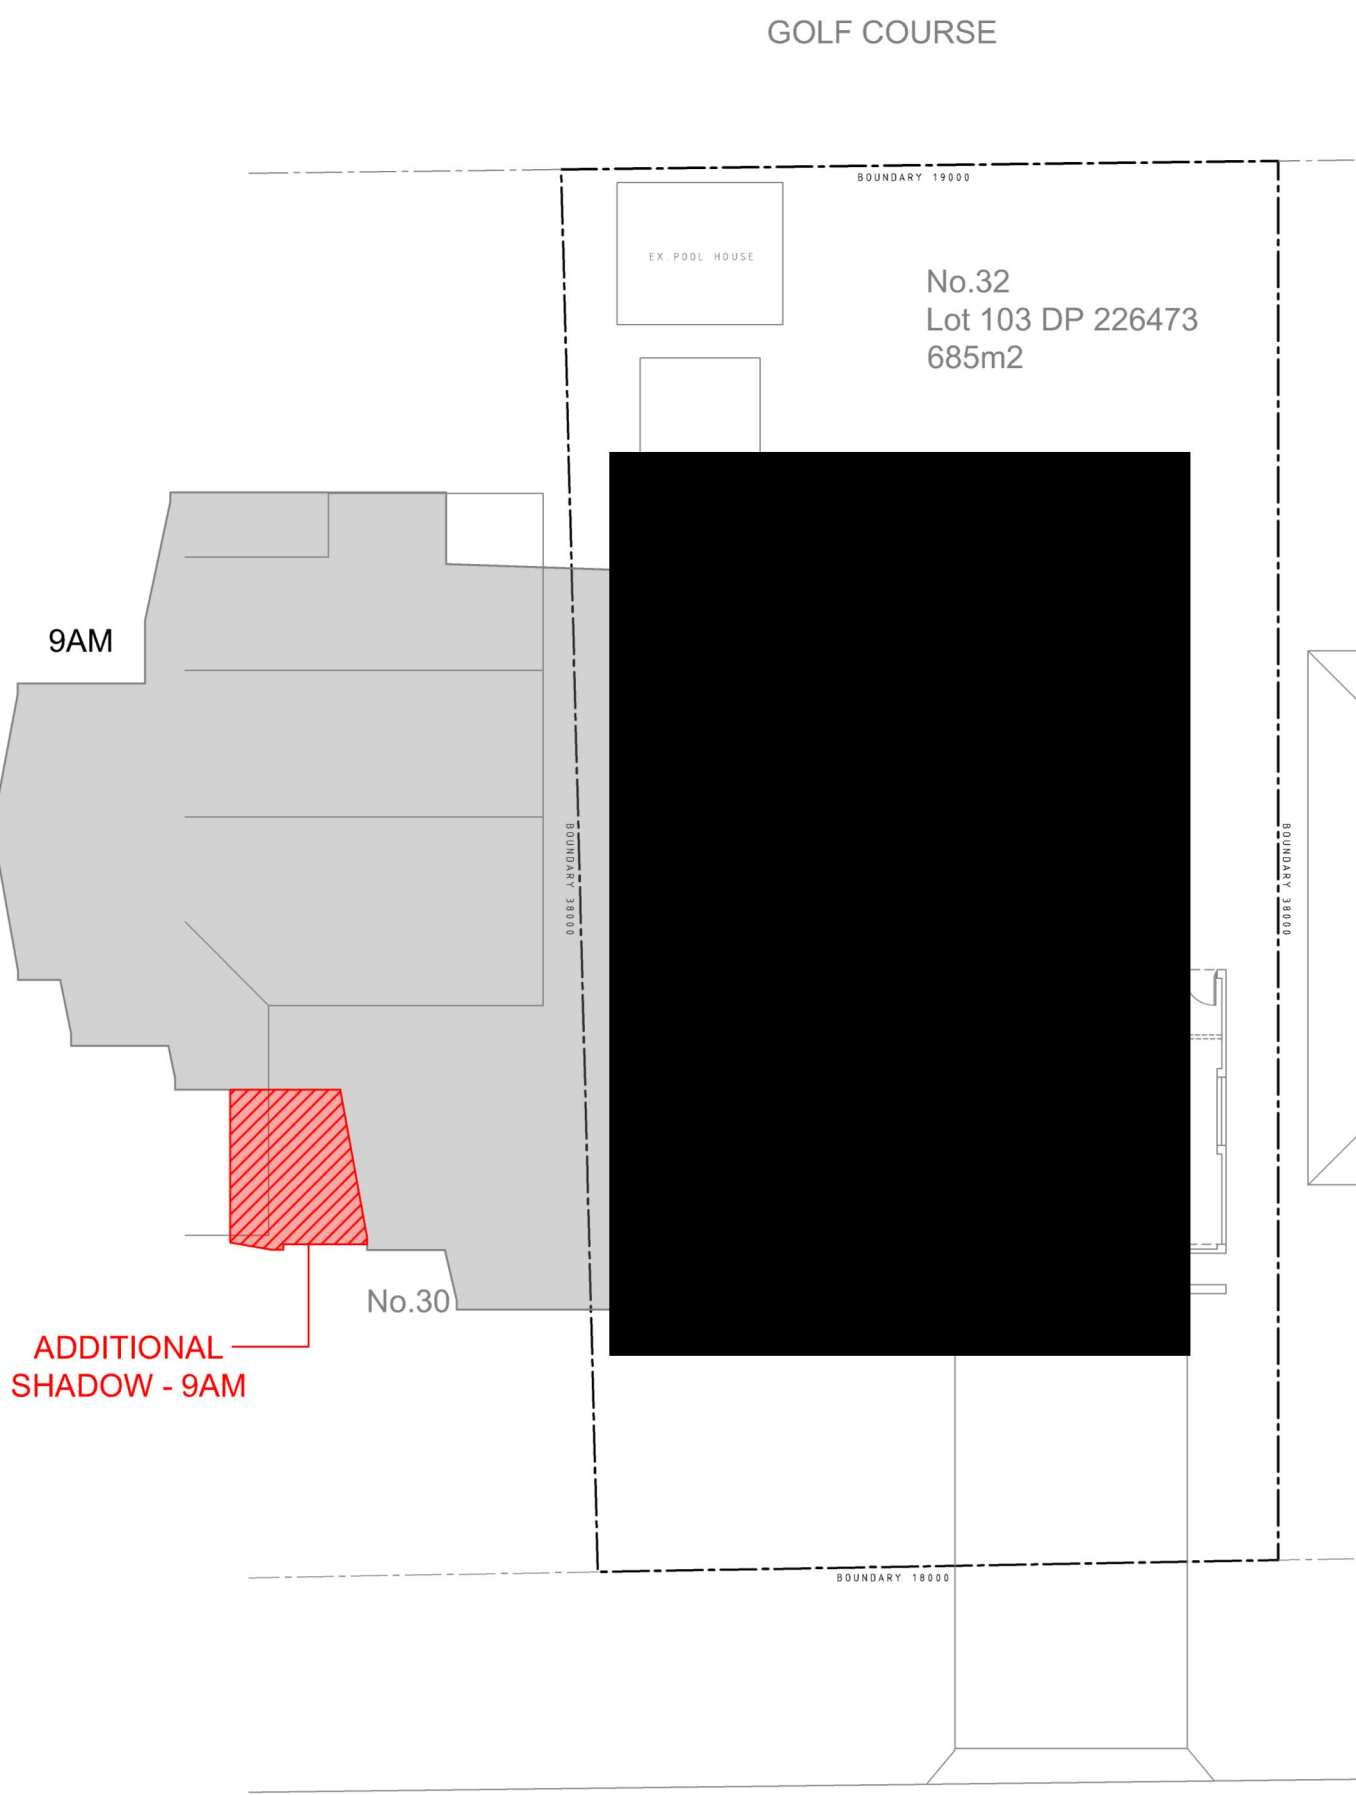 GOLF COURSE
BOUNDARY 19000
EX.POOL HOUSE
No.32
Lot 103 DP 226473
685m2
9AM
BOUNDARY 38000
BOUNDARY 38000
No.30
ADDITIONAL
SHADOW - 9AM
BOUNDARY 18000